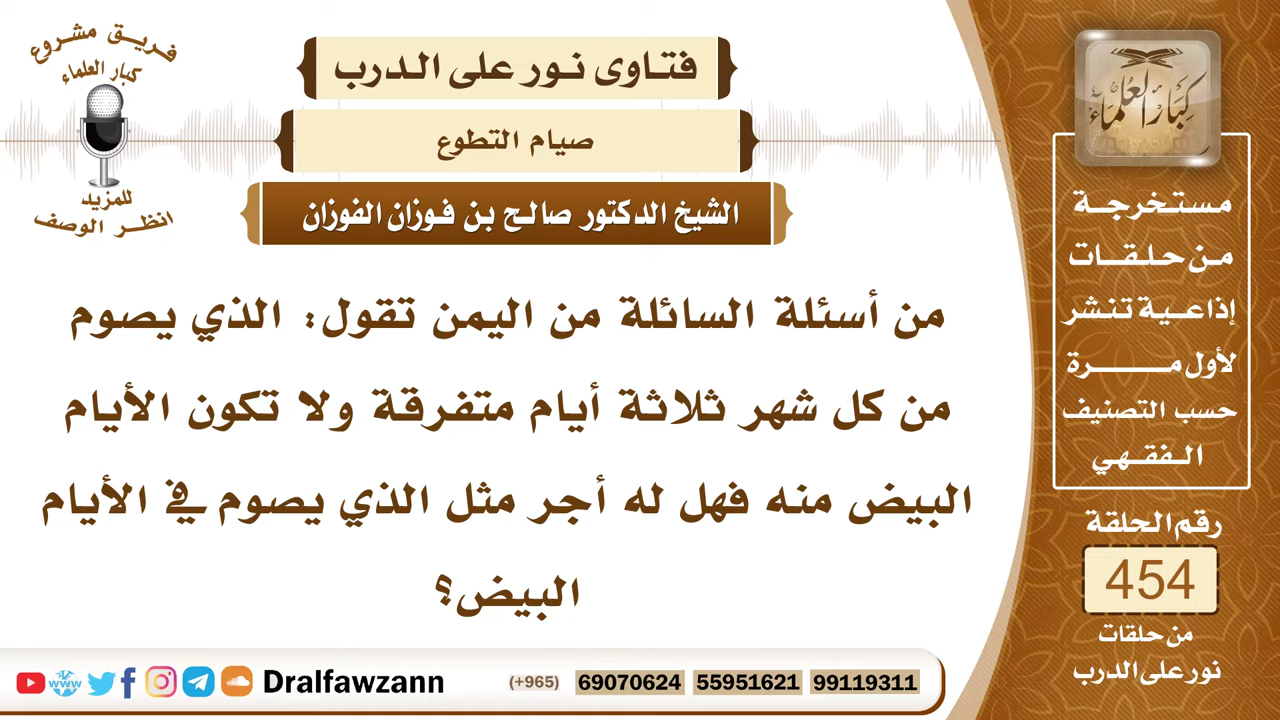 فريق مشروع
كبار العلماء
للمزيد
انظر الوصف
فتاوى نور على الدرب
صيام التطوع
الشيخ الدكتور صالح بن فوزان الفوزان
من أسئلة السائلة من اليمن تقول: الذي يصوم
من كل شهر ثلاثة أيام متفرقة ولا تكون الأيام
البيض منه فهل له أجر مثل الذي يصوم في الأيام
البيض؟
كبار العلماء
مستخرجة
من حلقات
إذاعية تنشر
لأول مرة
حسب التصنيف
الفقهي
رقم الحلقة
454
من حلقات
نور على الدرب
www
Dralfawzann
(+965) 69070624 55951621 99119311